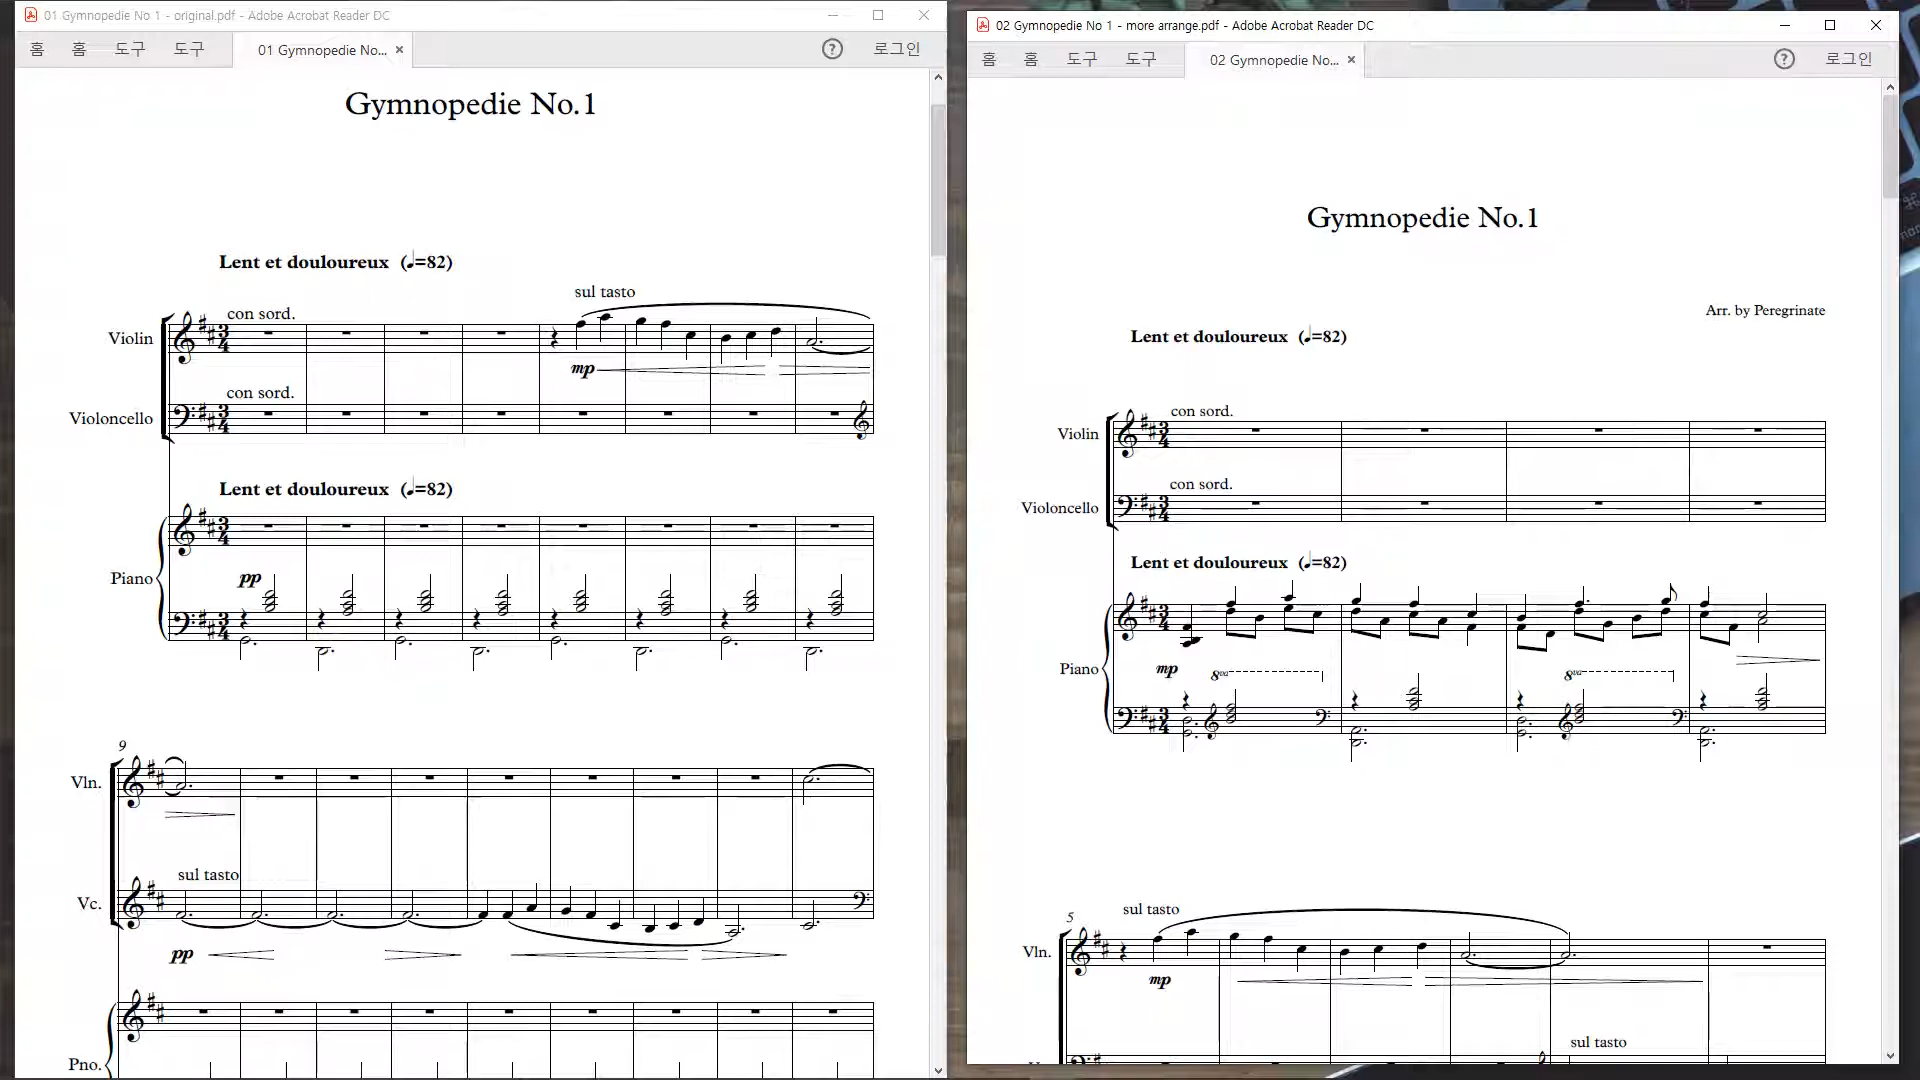 01 Gymnopedie No 1 - original.pdf - Adobe Acrobat Reader DC
홈 홈 도구 도구 01 Gymnopedie No... × ? 로그인
Gymnopedie No.1
Lent et douloureux (♩=82)
sul tasto
con sord.
Violin
mp
con sord.
Violoncello
Lent et douloureux (♩=82)
Piano
pp
9
Vln.
sul tasto
Vc.
pp
Pno.
02 Gymnopedie No 1 - more arrange.pdf - Adobe Acrobat Reader DC
홈 홈 도구 도구 02 Gymnopedie No... × ? 로그인
Gymnopedie No.1
Arr. by Peregrinate
Lent et douloureux (♩=82)
con sord.
Violin
con sord.
Violoncello
Lent et douloureux (♩=82)
Piano
mp 8va 8va
5
sul tasto
Vln.
mp
sul tasto